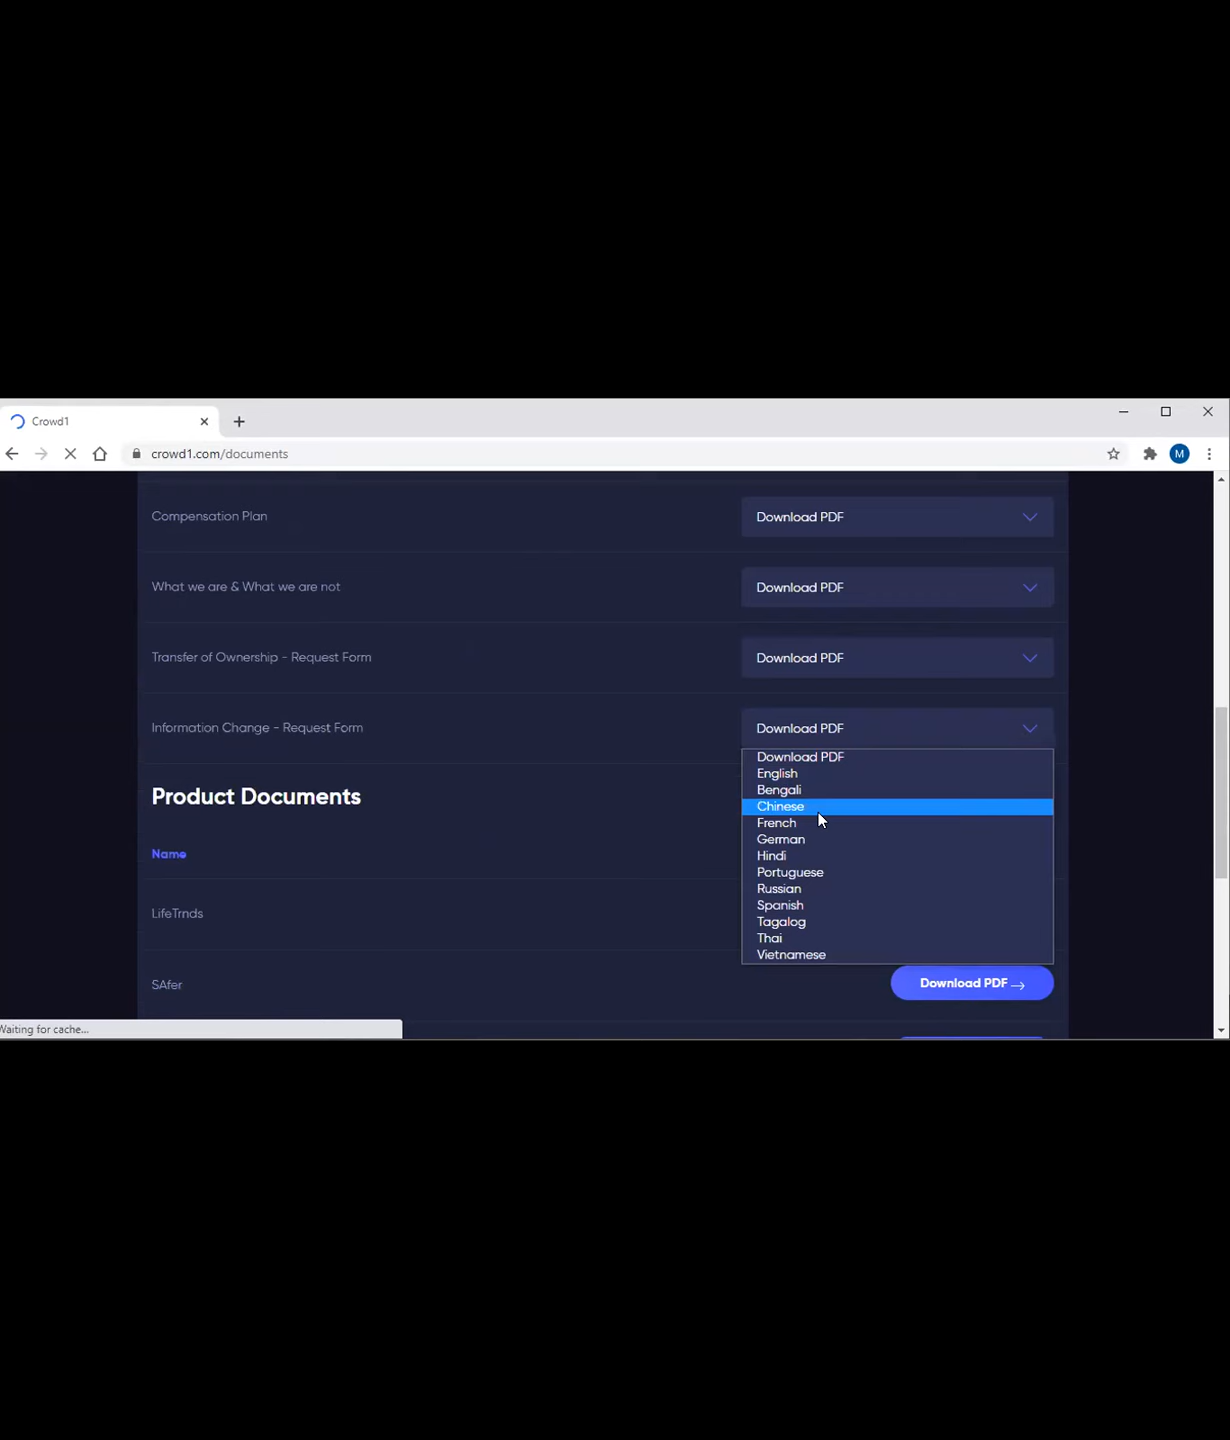 Crowd1
crowd1.com/documents
M
Compensation Plan
Download PDF
What we are & What we are not
Download PDF
Transfer of Ownership - Request Form
Download PDF
Information Change - Request Form
Download PDF
Download PDF
English
Bengali
Chinese
French
German
Hindi
Portuguese
Russian
Spanish
Tagalog
Thai
Vietnamese
Product Documents
Name
LifeTrnds
SAfer
Download PDF →
Waiting for cache...